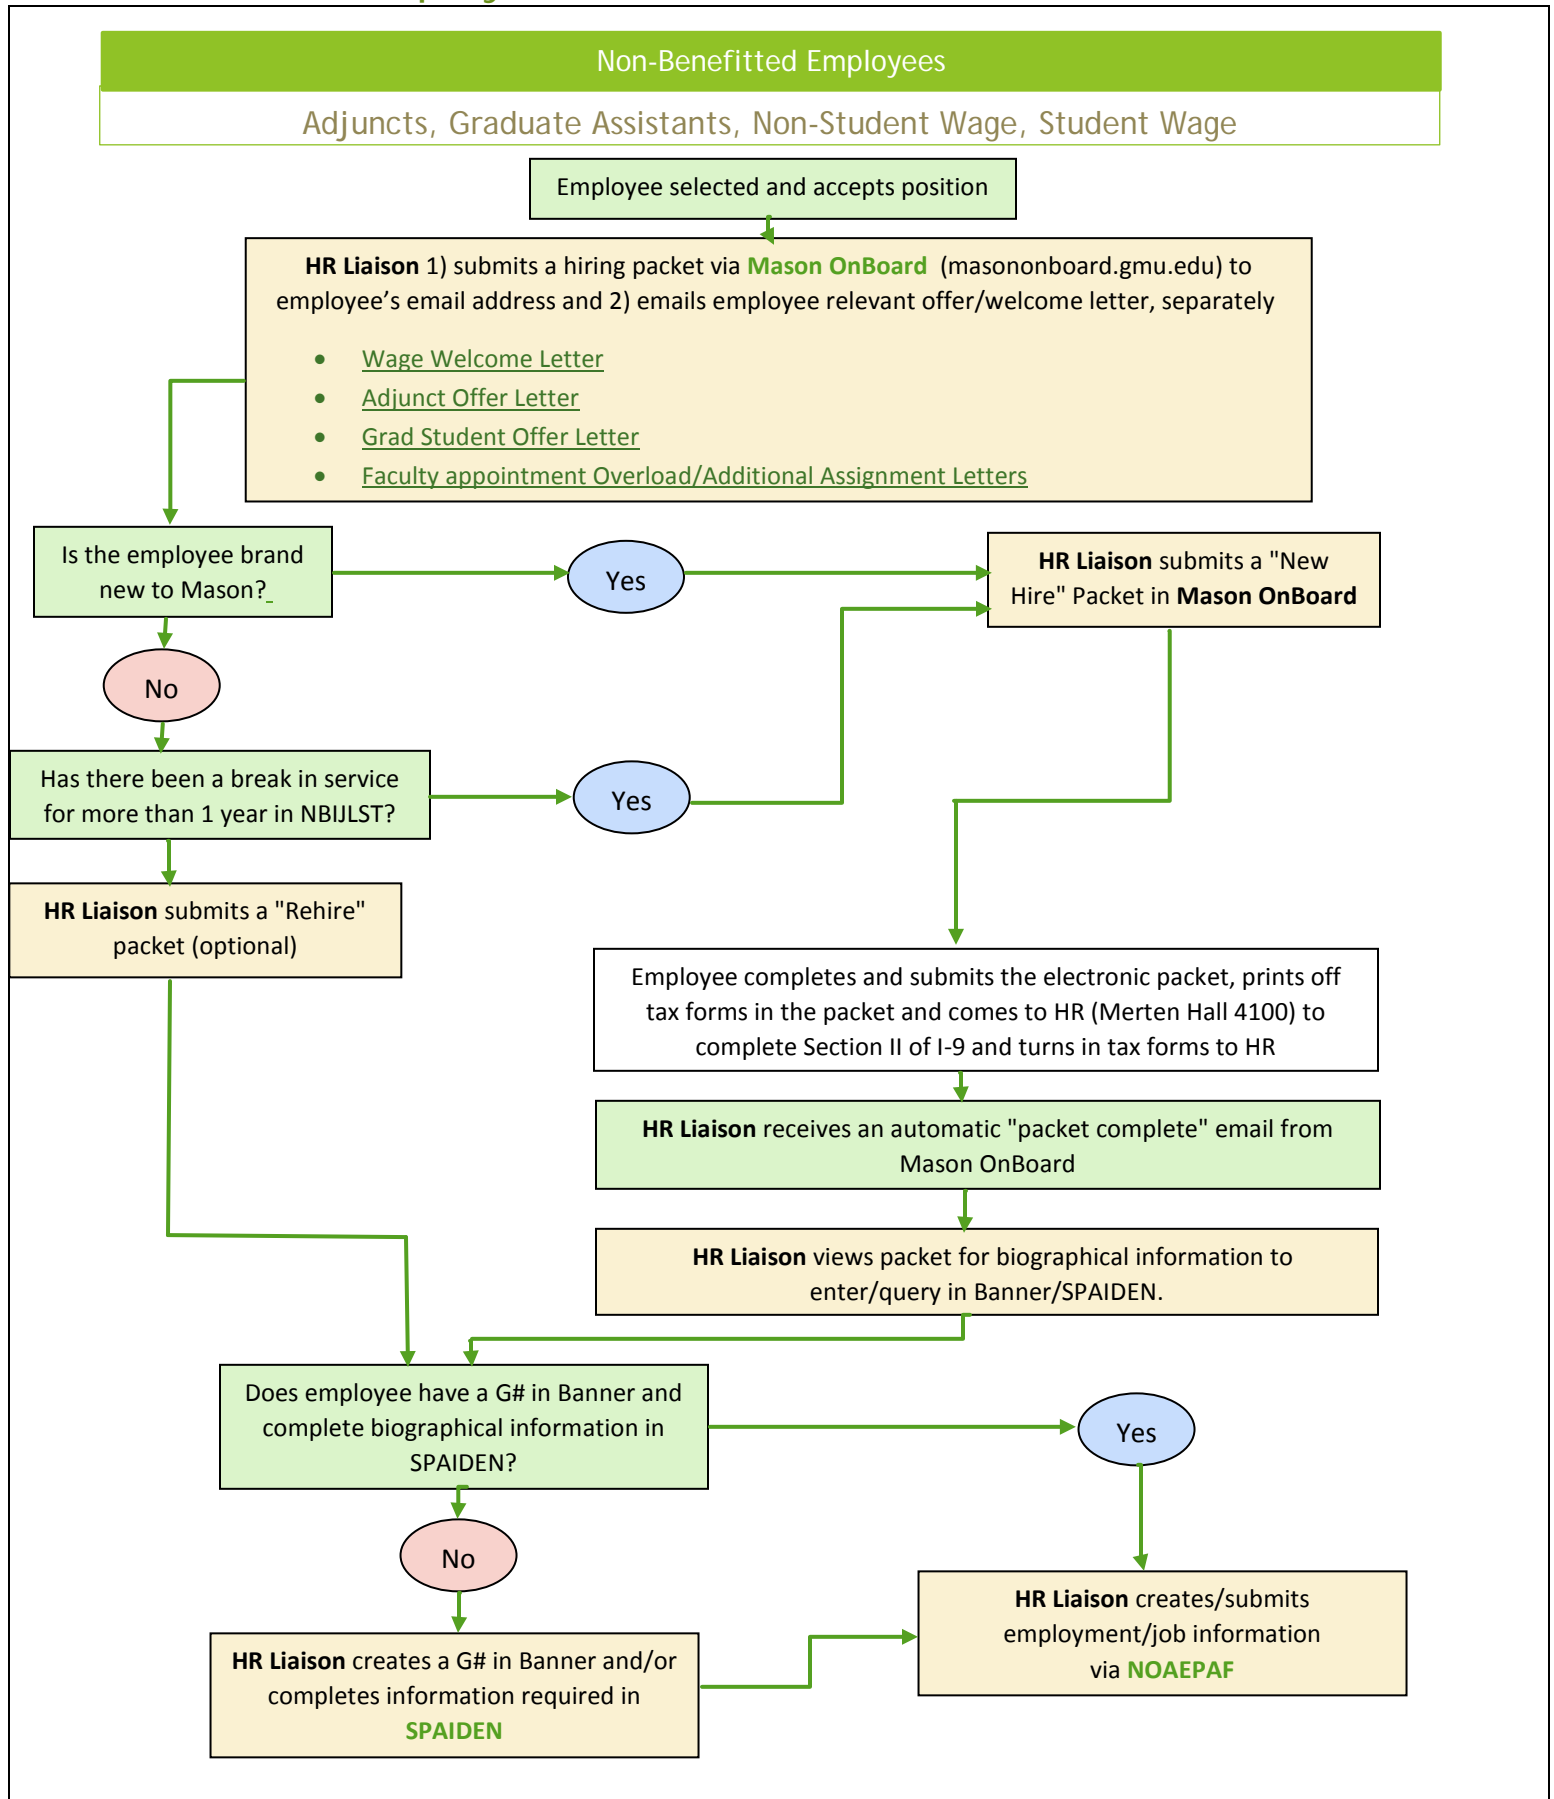 Non-Benefitted Employees
Adjuncts, Graduate Assistants, Non-Student Wage, Student Wage
Employee selected and accepts position
HR Liaison 1) submits a hiring packet via Mason OnBoard (masononboard.gmu.edu) to
employee's email address and 2) emails employee relevant offer/welcome letter, separately
• Wage Welcome Letter
• Adjunct Offer Letter
• Grad Student Offer Letter
• Faculty appointment Overload/Additional Assignment Letters
Is the employee brand
new to Mason?
Yes
HR Liaison submits a "New
Hire" Packet in Mason OnBoard
No
Has there been a break in service
for more than 1 year in NBIJLST?
Yes
HR Liaison submits a "Rehire"
packet (optional)
Employee completes and submits the electronic packet, prints off
tax forms in the packet and comes to HR (Merten Hall 4100) to
complete Section II of I-9 and turns in tax forms to HR
HR Liaison receives an automatic "packet complete" email from
Mason OnBoard
HR Liaison views packet for biographical information to
enter/query in Banner/SPAIDEN.
Does employee have a G# in Banner and
complete biographical information in
SPAIDEN?
Yes
No
HR Liaison creates/submits
employment/job information
via NOAEPAF
HR Liaison creates a G# in Banner and/or
completes information required in
SPAIDEN